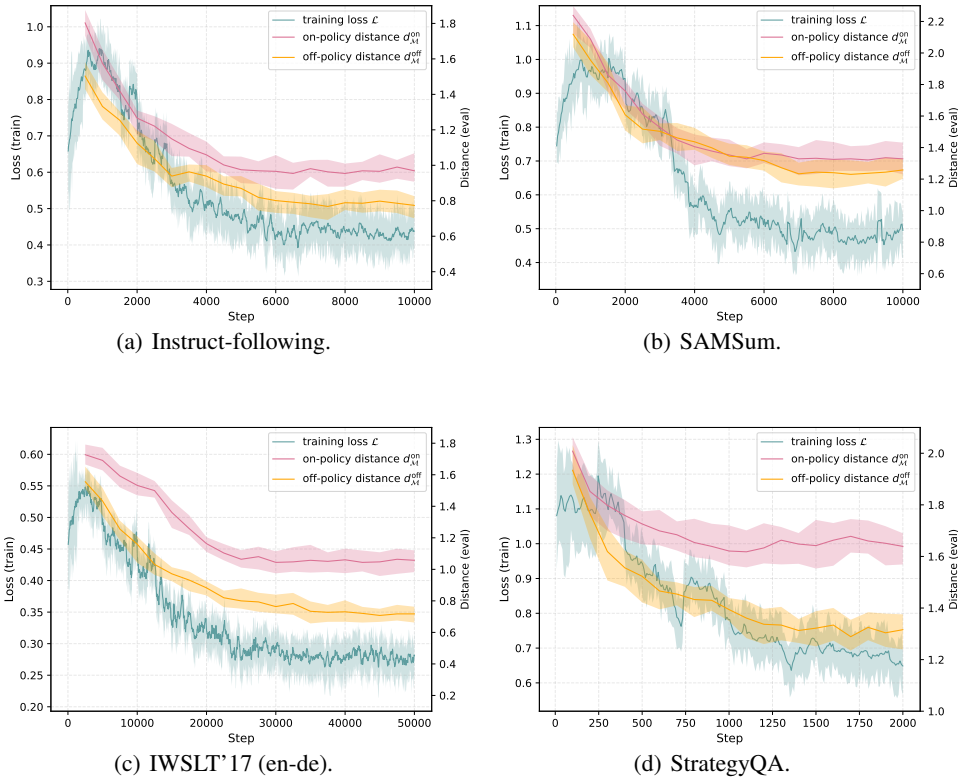 training loss ℒ
on-policy distance d_ℳ^on
off-policy distance d_ℳ^off
Loss (train)
1.0
0.9
0.8
0.7
0.6
0.5
0.4
0.3
Distance (eval)
1.8
1.6
1.4
1.2
1.0
0.8
0.6
0.4
0 2000 4000 6000 8000 10000
Step
(a) Instruct-following.
training loss ℒ
on-policy distance d_ℳ^on
off-policy distance d_ℳ^off
Loss (train)
1.1
1.0
0.9
0.8
0.7
0.6
0.5
0.4
Distance (eval)
2.2
2.0
1.8
1.6
1.4
1.2
1.0
0.8
0.6
0 2000 4000 6000 8000 10000
Step
(b) SAMSum.
training loss ℒ
on-policy distance d_ℳ^on
off-policy distance d_ℳ^off
Loss (train)
0.60
0.55
0.50
0.45
0.40
0.35
0.30
0.25
0.20
Distance (eval)
1.8
1.6
1.4
1.2
1.0
0.8
0.6
0.4
0.2
0 10000 20000 30000 40000 50000
Step
(c) IWSLT'17 (en-de).
training loss ℒ
on-policy distance d_ℳ^on
off-policy distance d_ℳ^off
Loss (train)
1.3
1.2
1.1
1.0
0.9
0.8
0.7
0.6
Distance (eval)
2.0
1.8
1.6
1.4
1.2
1.0
0 250 500 750 1000 1250 1500 1750 2000
Step
(d) StrategyQA.